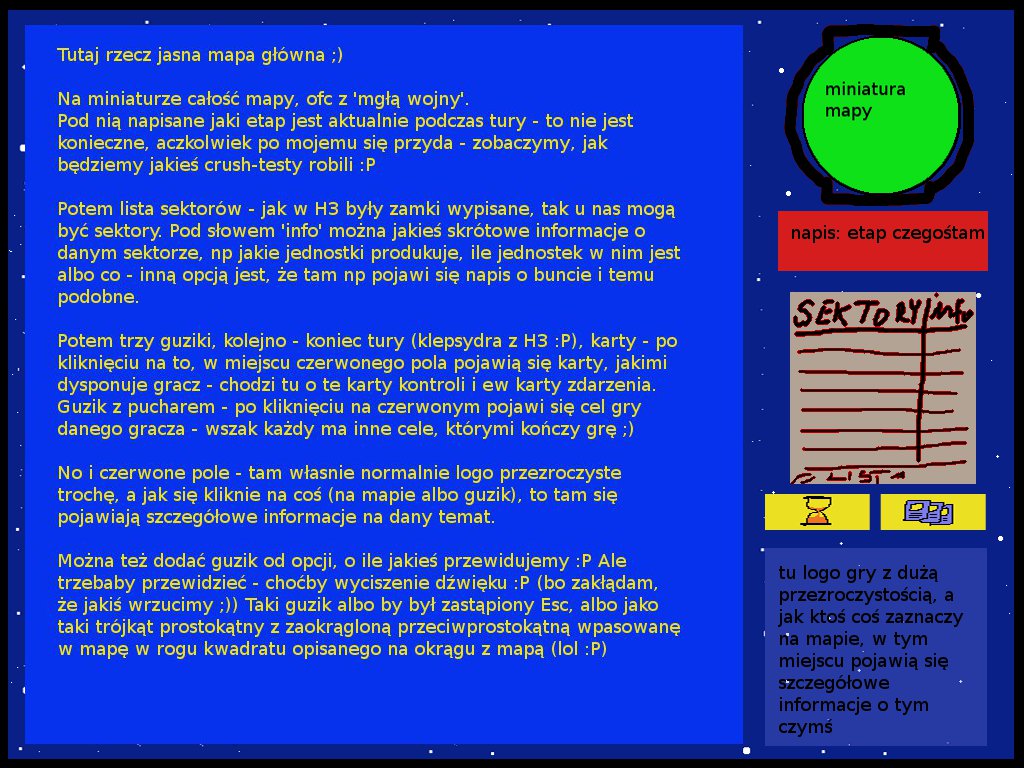 Tutaj rzecz jasna mapa główna ;)
Na miniaturze całość mapy, ofc z 'mgłą wojny'.
Pod nią napisane jaki etap jest aktualnie podczas tury - to nie jest
konieczne, aczkolwiek po mojemu się przyda - zobaczymy, jak
będziemy jakieś crush-testy robili :P
Potem lista sektorów - jak w H3 były zamki wypisane, tak u nas mogą
być sektory. Pod słowem 'info' można jakieś skrótowe informacje o
danym sektorze, np jakie jednostki produkuje, ile jednostek w nim jest
albo co - inną opcją jest, że tam np pojawi się napis o buncie i temu
podobne.
Potem trzy guziki, kolejno - koniec tury (klepsydra z H3 :P), karty - po
kliknięciu na to, w miejscu czerwonego pola pojawią się karty, jakimi
dysponuje gracz - chodzi tu o te karty kontroli i ew karty zdarzenia.
Guzik z pucharem - po kliknięciu na czerwonym pojawi się cel gry
danego gracza - wszak każdy ma inne cele, którymi kończy grę ;)
No i czerwone pole - tam własnie normalnie logo przezroczyste
trochę, a jak się kliknie na coś (na mapie albo guzik), to tam się
pojawiają szczegółowe informacje na dany temat.
Można też dodać guzik od opcji, o ile jakieś przewidujemy :P Ale
trzebaby przewidzieć - choćby wyciszenie dźwięku :P (bo zakładam,
że jakiś wrzucimy ;)) Taki guzik albo by był zastąpiony Esc, albo jako
taki trójkąt prostokątny z zaokrągloną przeciwprostokątną wpasowanę
w mapę w rogu kwadratu opisanego na okrągu z mapą (lol :P)
miniatura
mapy
napis: etap czegośtam
SEKTORY info
LIST
tu logo gry z dużą
przezroczystością, a
jak ktoś coś zaznaczy
na mapie, w tym
miejscu pojawią się
szczegółowe
informacje o tym
czymś